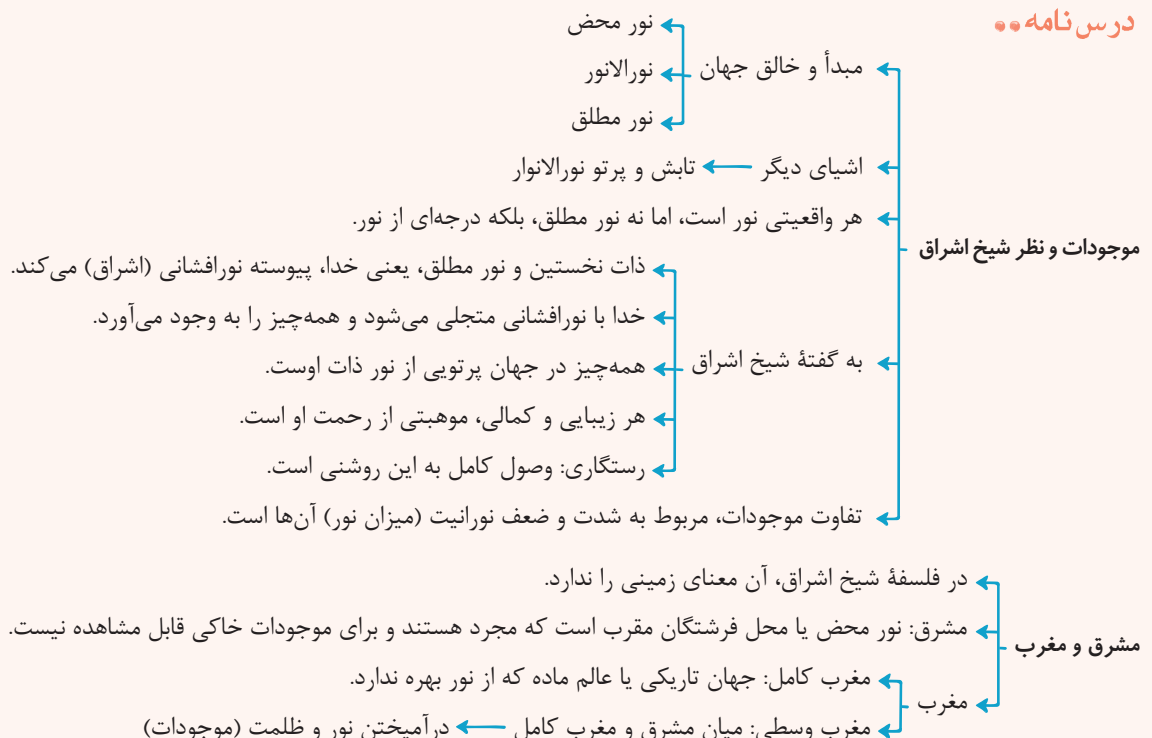 درس نامه
موجودات و نظر شیخ اشراق
مبدأ و خالق جهان
نور محض
نورالانور
نور مطلق
اشیای دیگر
تابش و پرتو نورالانوار
هر واقعیتی نور است، اما نه نور مطلق، بلکه درجه‌ای از نور.
به گفتهٔ شیخ اشراق
ذات نخستین و نور مطلق، یعنی خدا، پیوسته نورافشانی (اشراق) می‌کند.
خدا با نورافشانی متجلی می‌شود و همه‌چیز را به وجود می‌آورد.
همه‌چیز در جهان پرتویی از نور ذات اوست.
هر زیبایی و کمالی، موهبتی از رحمت او است.
رستگاری: وصول کامل به این روشنی است.
تفاوت موجودات، مربوط به شدت و ضعف نورانیت (میزان نور) آن‌ها است.
مشرق و مغرب
در فلسفهٔ شیخ اشراق، آن معنای زمینی را ندارد.
مشرق: نور محض یا محل فرشتگان مقرب است که مجرد هستند و برای موجودات خاکی قابل مشاهده نیست.
مغرب
مغرب کامل: جهان تاریکی یا عالم ماده که از نور بهره ندارد.
مغرب وسطی: میان مشرق و مغرب کامل
درآمیختن نور و ظلمت (موجودات)